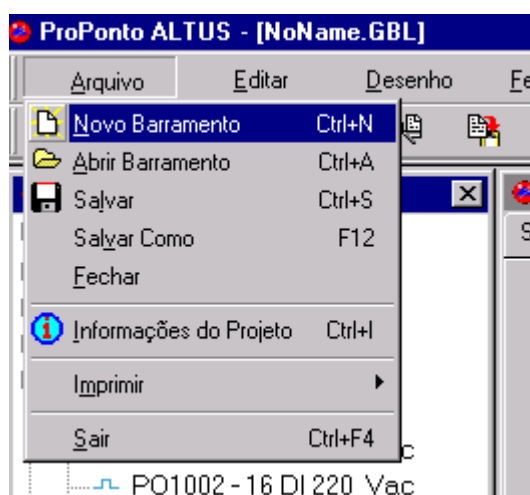 ProPonto ALTUS - [NoName.GBL]
Arquivo Editar Desenho Fe
Novo Barramento Ctrl+N
Abrir Barramento Ctrl+A
Salvar Ctrl+S
Salvar Como F12
Fechar
Informações do Projeto Ctrl+I
Imprimir
Sair Ctrl+F4
PO1002 - 16 DI 220 Vac